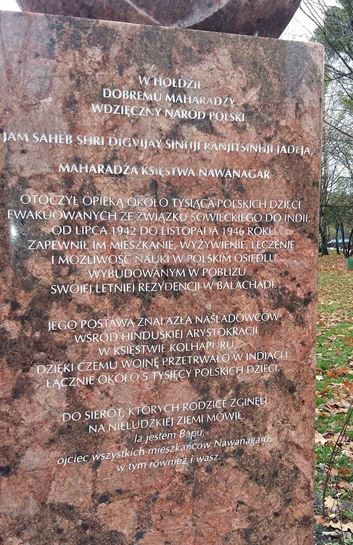 W HOŁDZIE
DOBREMU MAHARADŻY
WDZIĘCZNY NARÓD POLSKI
JAM SAHEB SHRI DIGVIJAY SINHJI RANJITSINHJI JADEJA,
MAHARADŻA KSIĘSTWA NAWANAGAR
OTOCZYŁ OPIEKĄ OKOŁO TYSIĄCA POLSKICH DZIECI
EWAKUOWANYCH ZE ZWIĄZKU SOWIECKIEGO DO INDII.
OD LIPCA 1942 DO LISTOPADA 1946 ROKU
ZAPEWNIŁ IM MIESZKANIE, WYŻYWIENIE, LECZENIE
I MOŻLIWOŚĆ NAUKI W POLSKIM OSIEDLU
WYBUDOWANYM W POBLIŻU
SWOJEJ LETNIEJ REZYDENCJI W BALACHADI.
JEGO POSTAWA ZNALAZŁA NAŚLADOWCÓW
WŚRÓD HINDUSKIEJ ARYSTOKRACJI
W KSIĘSTWIE KOLHAPURU,
DZIĘKI CZEMU WOJNĘ PRZETRWAŁO W INDIACH
ŁĄCZNIE OKOŁO 5 TYSIĘCY POLSKICH DZIECI.
DO SIERÓT, KTÓRYCH RODZICE ZGINĘLI
NA NIELUDZKIEJ ZIEMI MÓWIŁ:
Ja jestem Bapu,
ojciec wszystkich mieszkańców Nawanagaru,
w tym również i wasz.